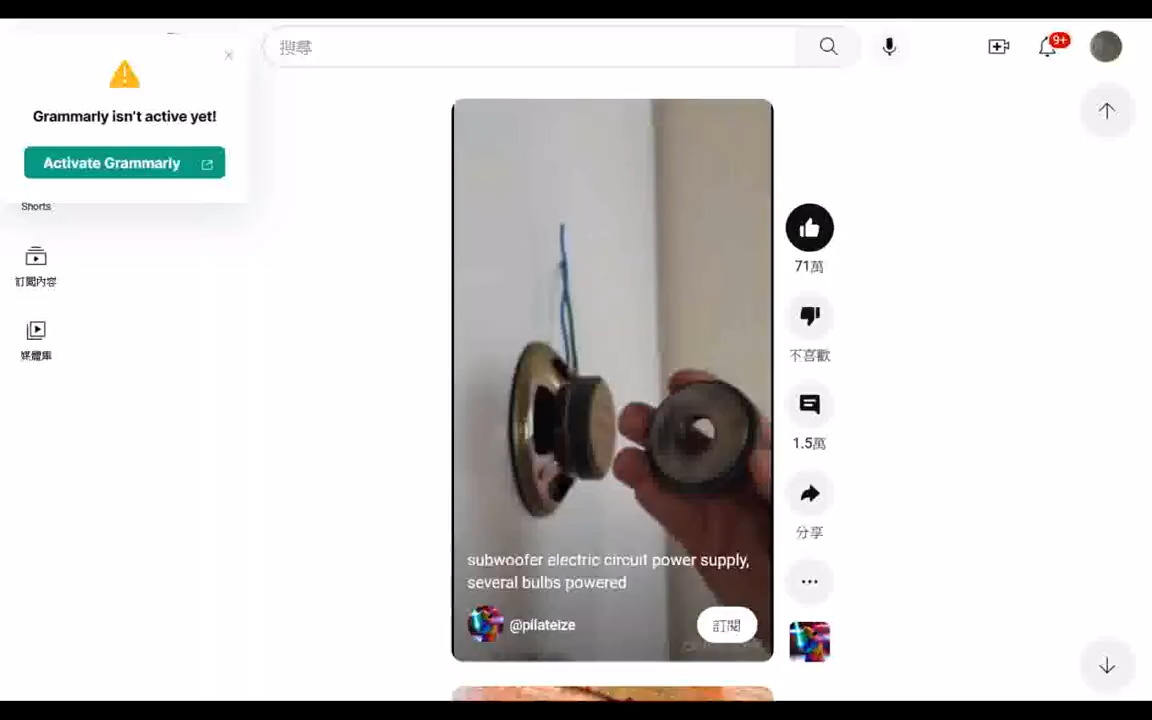 搜尋
9+
Grammarly isn't active yet!
Activate Grammarly
Shorts
訂閱內容
媒體庫
71萬
不喜歡
1.5萬
分享
subwoofer electric circuit power supply,
several bulbs powered
@pilateize
訂閱